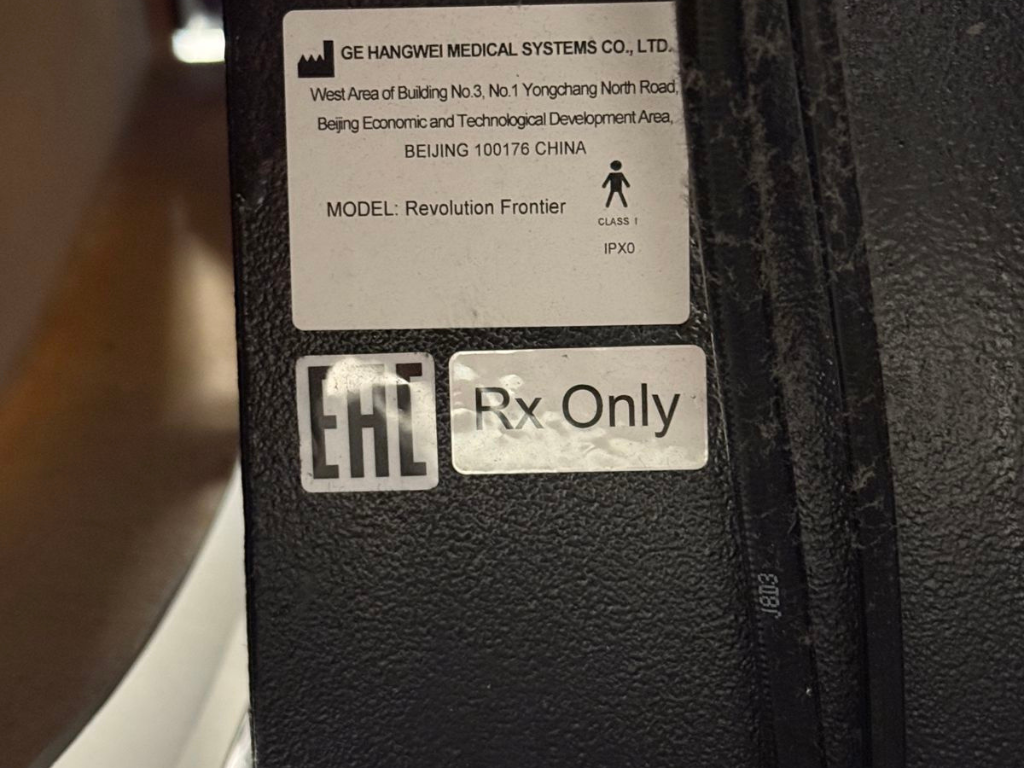 GE HANGWEI MEDICAL SYSTEMS CO., LTD.
West Area of Building No.3, No.1 Yongchang North Road,
Beijing Economic and Technological Development Area,
BEIJING 100176 CHINA
MODEL: Revolution Frontier
CLASS I
IPX0
EAC
Rx Only
J8D3